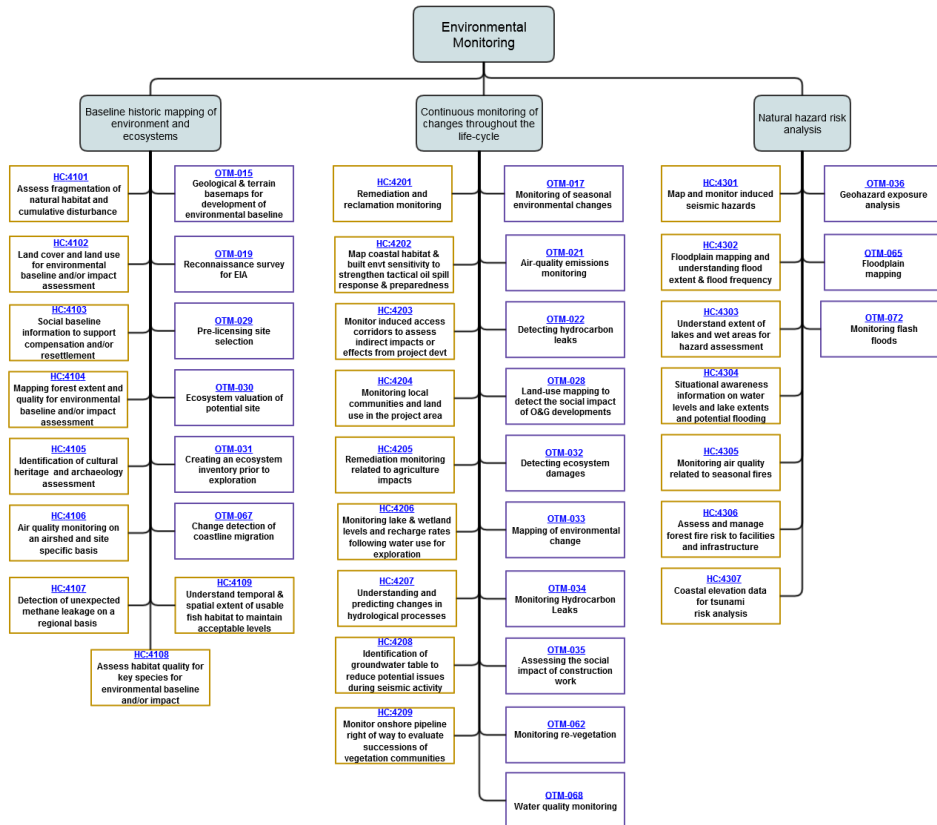 Environmental
Monitoring
Baseline historic mapping of
environment and
ecosystems
Continuous monitoring of
changes throughout the
life-cycle
Natural hazard risk
analysis
HC:4101
Assess fragmentation of
natural habitat and
cumulative disturbance
OTM-015
Geological & terrain
basemaps for
development of
environmental baseline
HC:4102
Land cover and land use
for environmental
baseline and/or impact
assessment
OTM-019
Reconnaissance survey
for EIA
HC:4103
Social baseline
information to support
compensation and/or
resettlement
OTM-029
Pre-licensing site
selection
HC:4104
Mapping forest extent and
quality for environmental
baseline and/or impact
assessment
OTM-030
Ecosystem valuation of
potential site
HC:4105
Identification of cultural
heritage and archaeology
assessment
OTM-031
Creating an ecosystem
inventory prior to
exploration
HC:4106
Air quality monitoring on
an airshed and site
specific basis
OTM-067
Change detection of
coastline migration
HC:4107
Detection of unexpected
methane leakage on a
regional basis
HC:4109
Understand temporal &
spatial extent of usable
fish habitat to maintain
acceptable levels
HC:4108
Assess habitat quality for
key species for
environmental baseline
and/or impact
HC:4201
Remediation and
reclamation monitoring
OTM-017
Monitoring of seasonal
environmental changes
HC:4202
Map coastal habitat &
built envt sensitivity to
strengthen tactical oil spill
response & preparedness
OTM-021
Air-quality emissions
monitoring
HC:4203
Monitor induced access
corridors to assess
indirect impacts or
effects from project devt
OTM-022
Detecting hydrocarbon
leaks
HC:4204
Monitoring local
communities and land
use in the project area
OTM-028
Land-use mapping to
detect the social impact
of O&G developments
HC:4205
Remediation monitoring
related to agriculture
impacts
OTM-032
Detecting ecosystem
damages
HC:4206
Monitoring lake & wetland
levels and recharge rates
following water use for
exploration
OTM-033
Mapping of environmental
change
HC:4207
Understanding and
predicting changes in
hydrological processes
OTM-034
Monitoring Hydrocarbon
Leaks
HC:4208
Identification of
groundwater table to
reduce potential issues
during seismic activity
OTM-035
Assessing the social
impact of construction
work
HC:4209
Monitor onshore pipeline
right of way to evaluate
successions of
vegetation communities
OTM-062
Monitoring re-vegetation
OTM-068
Water quality monitoring
HC:4301
Map and monitor induced
seismic hazards
OTM-036
Geohazard exposure
analysis
HC:4302
Floodplain mapping and
understanding flood
extent & flood frequency
OTM-065
Floodplain
mapping
HC:4303
Understand extent of
lakes and wet areas for
hazard assessment
OTM-072
Monitoring flash
floods
HC:4304
Situational awareness
information on water
levels and lake extents
and potential flooding
HC:4305
Monitoring air quality
related to seasonal fires
HC:4306
Assess and manage
forest fire risk to facilities
and infrastructure
HC:4307
Coastal elevation data
for tsunami
risk analysis